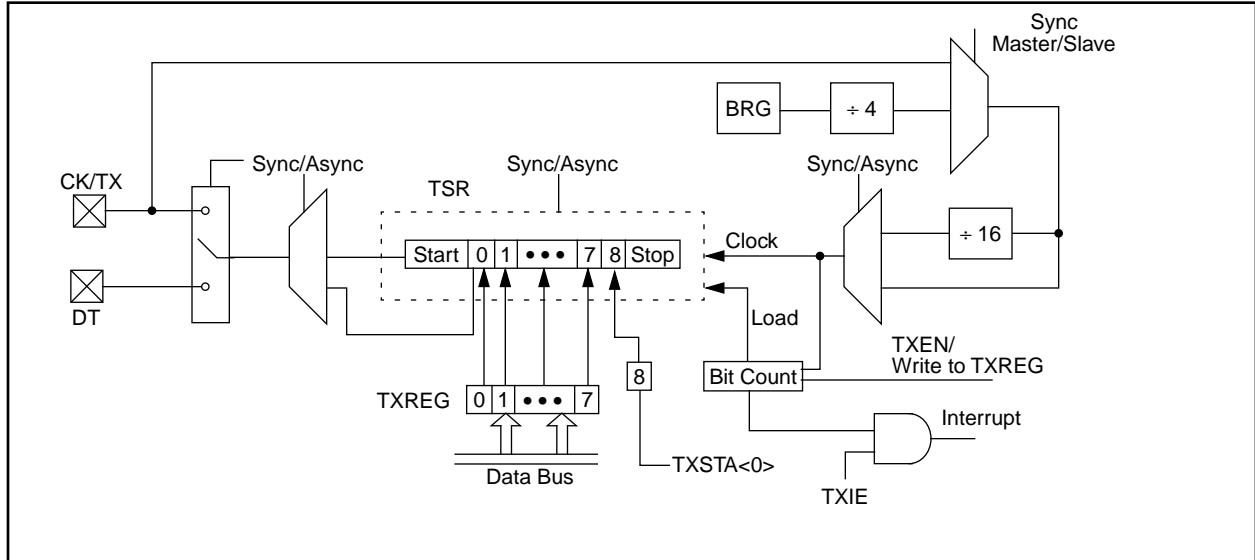 Sync
Master/Slave
BRG
÷ 4
Sync/Async
Sync/Async
Sync/Async
CK/TX
TSR
÷ 16
Start 0 1 ••• 7 8 Stop
Clock
DT
Load
TXEN/
Write to TXREG
8
Bit Count
TXREG
0 1 ••• 7
Interrupt
TXSTA<0>
Data Bus
TXIE